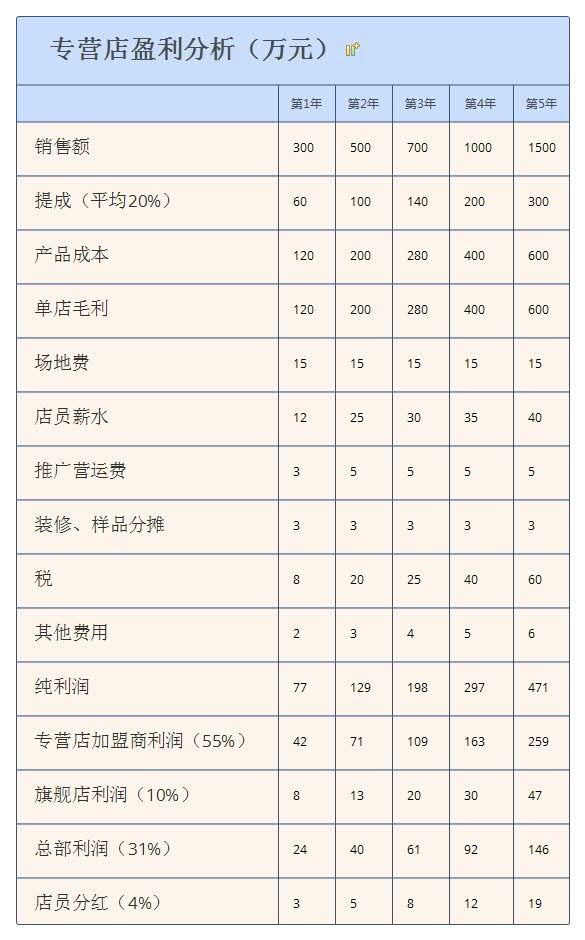 专营店盈利分析（万元）
第1年 第2年 第3年 第4年 第5年
销售额 300 500 700 1000 1500
提成（平均20%） 60 100 140 200 300
产品成本 120 200 280 400 600
单店毛利 120 200 280 400 600
场地费 15 15 15 15 15
店员薪水 12 25 30 35 40
推广营运费 3 5 5 5 5
装修、样品分摊 3 3 3 3 3
税 8 20 25 40 60
其他费用 2 3 4 5 6
纯利润 77 129 198 297 471
专营店加盟商利润（55%） 42 71 109 163 259
旗舰店利润（10%） 8 13 20 30 47
总部利润（31%） 24 40 61 92 146
店员分红（4%） 3 5 8 12 19